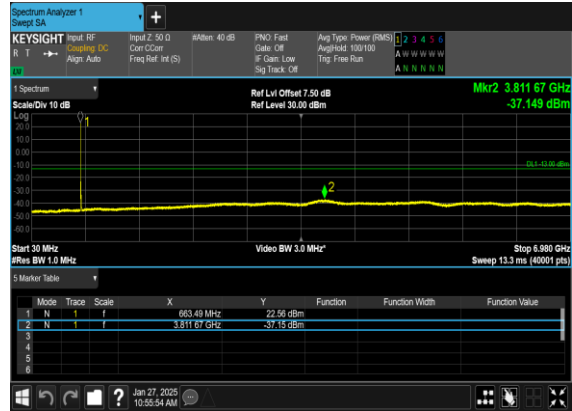 Spectrum Analyzer 1
Swept SA
+
KEYSIGHT Input: RF Input Z: 50 Ω #Atten: 40 dB PNO: Fast Avg Type: Power (RMS) 1 2 3 4 5 6
R T Coupling: DC Corr CCorr Gate: Off Avg|Hold: 100/100 A W W W W W
Align: Auto Freq Ref: Int (S) IF Gain: Low Trig: Free Run
Sig Track: Off A N N N N N
1 Spectrum Ref Lvl Offset 7.50 dB Mkr2 3.811 67 GHz
Scale/Div 10 dB Ref Level 30.00 dBm -37.149 dBm
Log
20.0
10.0
0.00
-10.0
DL1 -13.00 dBm
-20.0
-30.0
-40.0
-50.0
-60.0
1
2
Start 30 MHz Video BW 3.0 MHz* Stop 6.980 GHz
#Res BW 1.0 MHz Sweep 13.3 ms (40001 pts)
5 Marker Table
Mode Trace Scale X Y Function Function Width Function Value
1 N 1 f 663.49 MHz 22.56 dBm
2 N 1 f 3.811 67 GHz -37.15 dBm
3
4
5
6
? Jan 27, 2025
10:55:54 AM